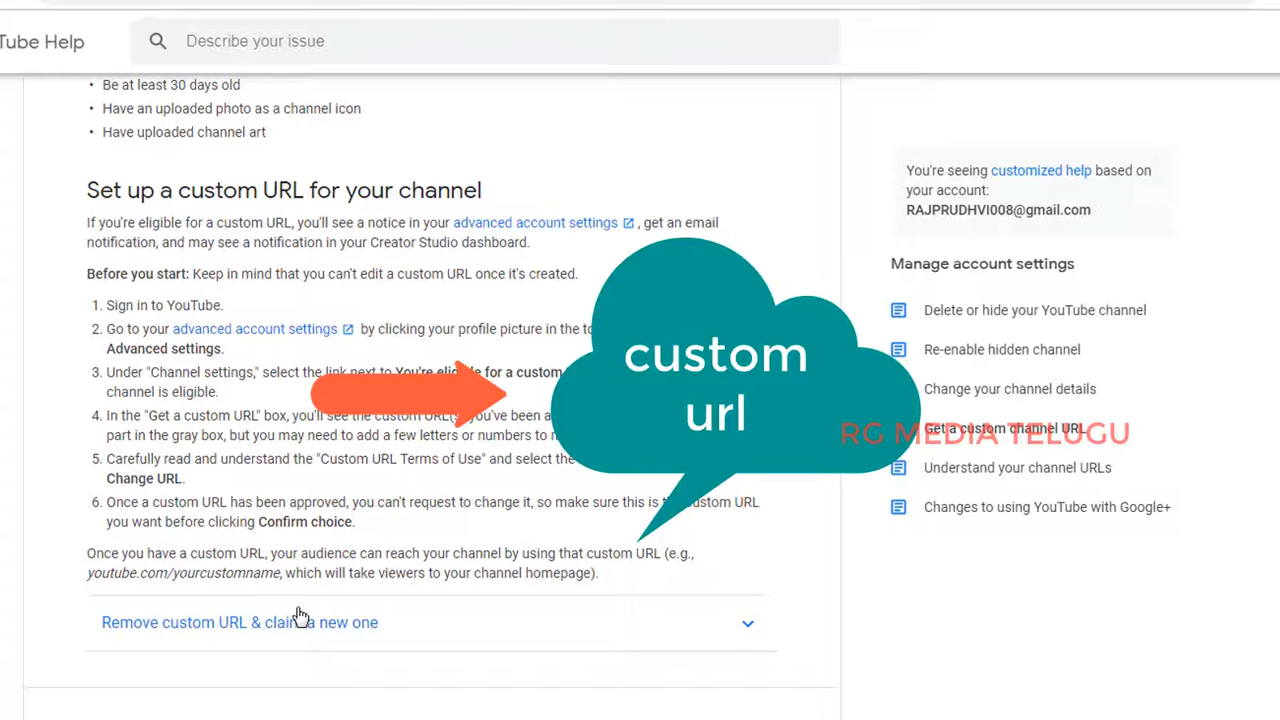 Tube Help
Describe your issue
• Be at least 30 days old
• Have an uploaded photo as a channel icon
• Have uploaded channel art
Set up a custom URL for your channel
If you're eligible for a custom URL, you'll see a notice in your advanced account settings , get an email
notification, and may see a notification in your Creator Studio dashboard.
Before you start: Keep in mind that you can't edit a custom URL once it's created.
1. Sign in to YouTube.
2. Go to your advanced account settings by clicking your profile picture in the to
Advanced settings.
3. Under "Channel settings," select the link next to You're eligible for a custom
channel is eligible.
4. In the "Get a custom URL" box, you'll see the custom URL(s) you've been a
part in the gray box, but you may need to add a few letters or numbers to
5. Carefully read and understand the "Custom URL Terms of Use" and select the
Change URL.
6. Once a custom URL has been approved, you can't request to change it, so make sure this is the custom URL
you want before clicking Confirm choice.
Once you have a custom URL, your audience can reach your channel by using that custom URL (e.g.,
youtube.com/yourcustomname, which will take viewers to your channel homepage).
Remove custom URL & claim a new one
custom
url
You're seeing customized help based on
your account:
RAJPRUDHVI008@gmail.com
Manage account settings
Delete or hide your YouTube channel
Re-enable hidden channel
Change your channel details
Get a custom channel URL
RG MEDIA TELUGU
Understand your channel URLs
Changes to using YouTube with Google+